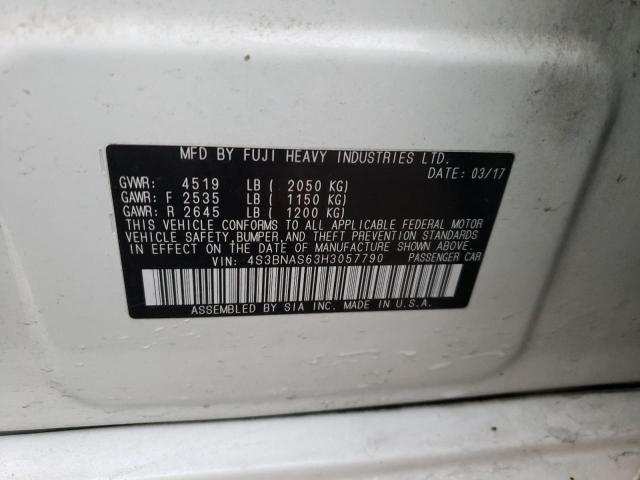 MFD BY FUJI HEAVY INDUSTRIES LTD.
DATE: 03/17
GVWR: 4519 LB ( 2050 KG)
GAWR: F 2535 LB ( 1150 KG)
GAWR: R 2645 LB ( 1200 KG)
THIS VEHICLE CONFORMS TO ALL APPLICABLE FEDERAL MOTOR
VEHICLE SAFETY,BUMPER,AND THEFT PREVENTION STANDARDS
IN EFFECT ON THE DATE OF MANUFACTURE SHOWN ABOVE.
VIN: 4S3BNAS63H3057790 PASSENGER CAR
ASSEMBLED BY SIA INC. MADE IN U.S.A.